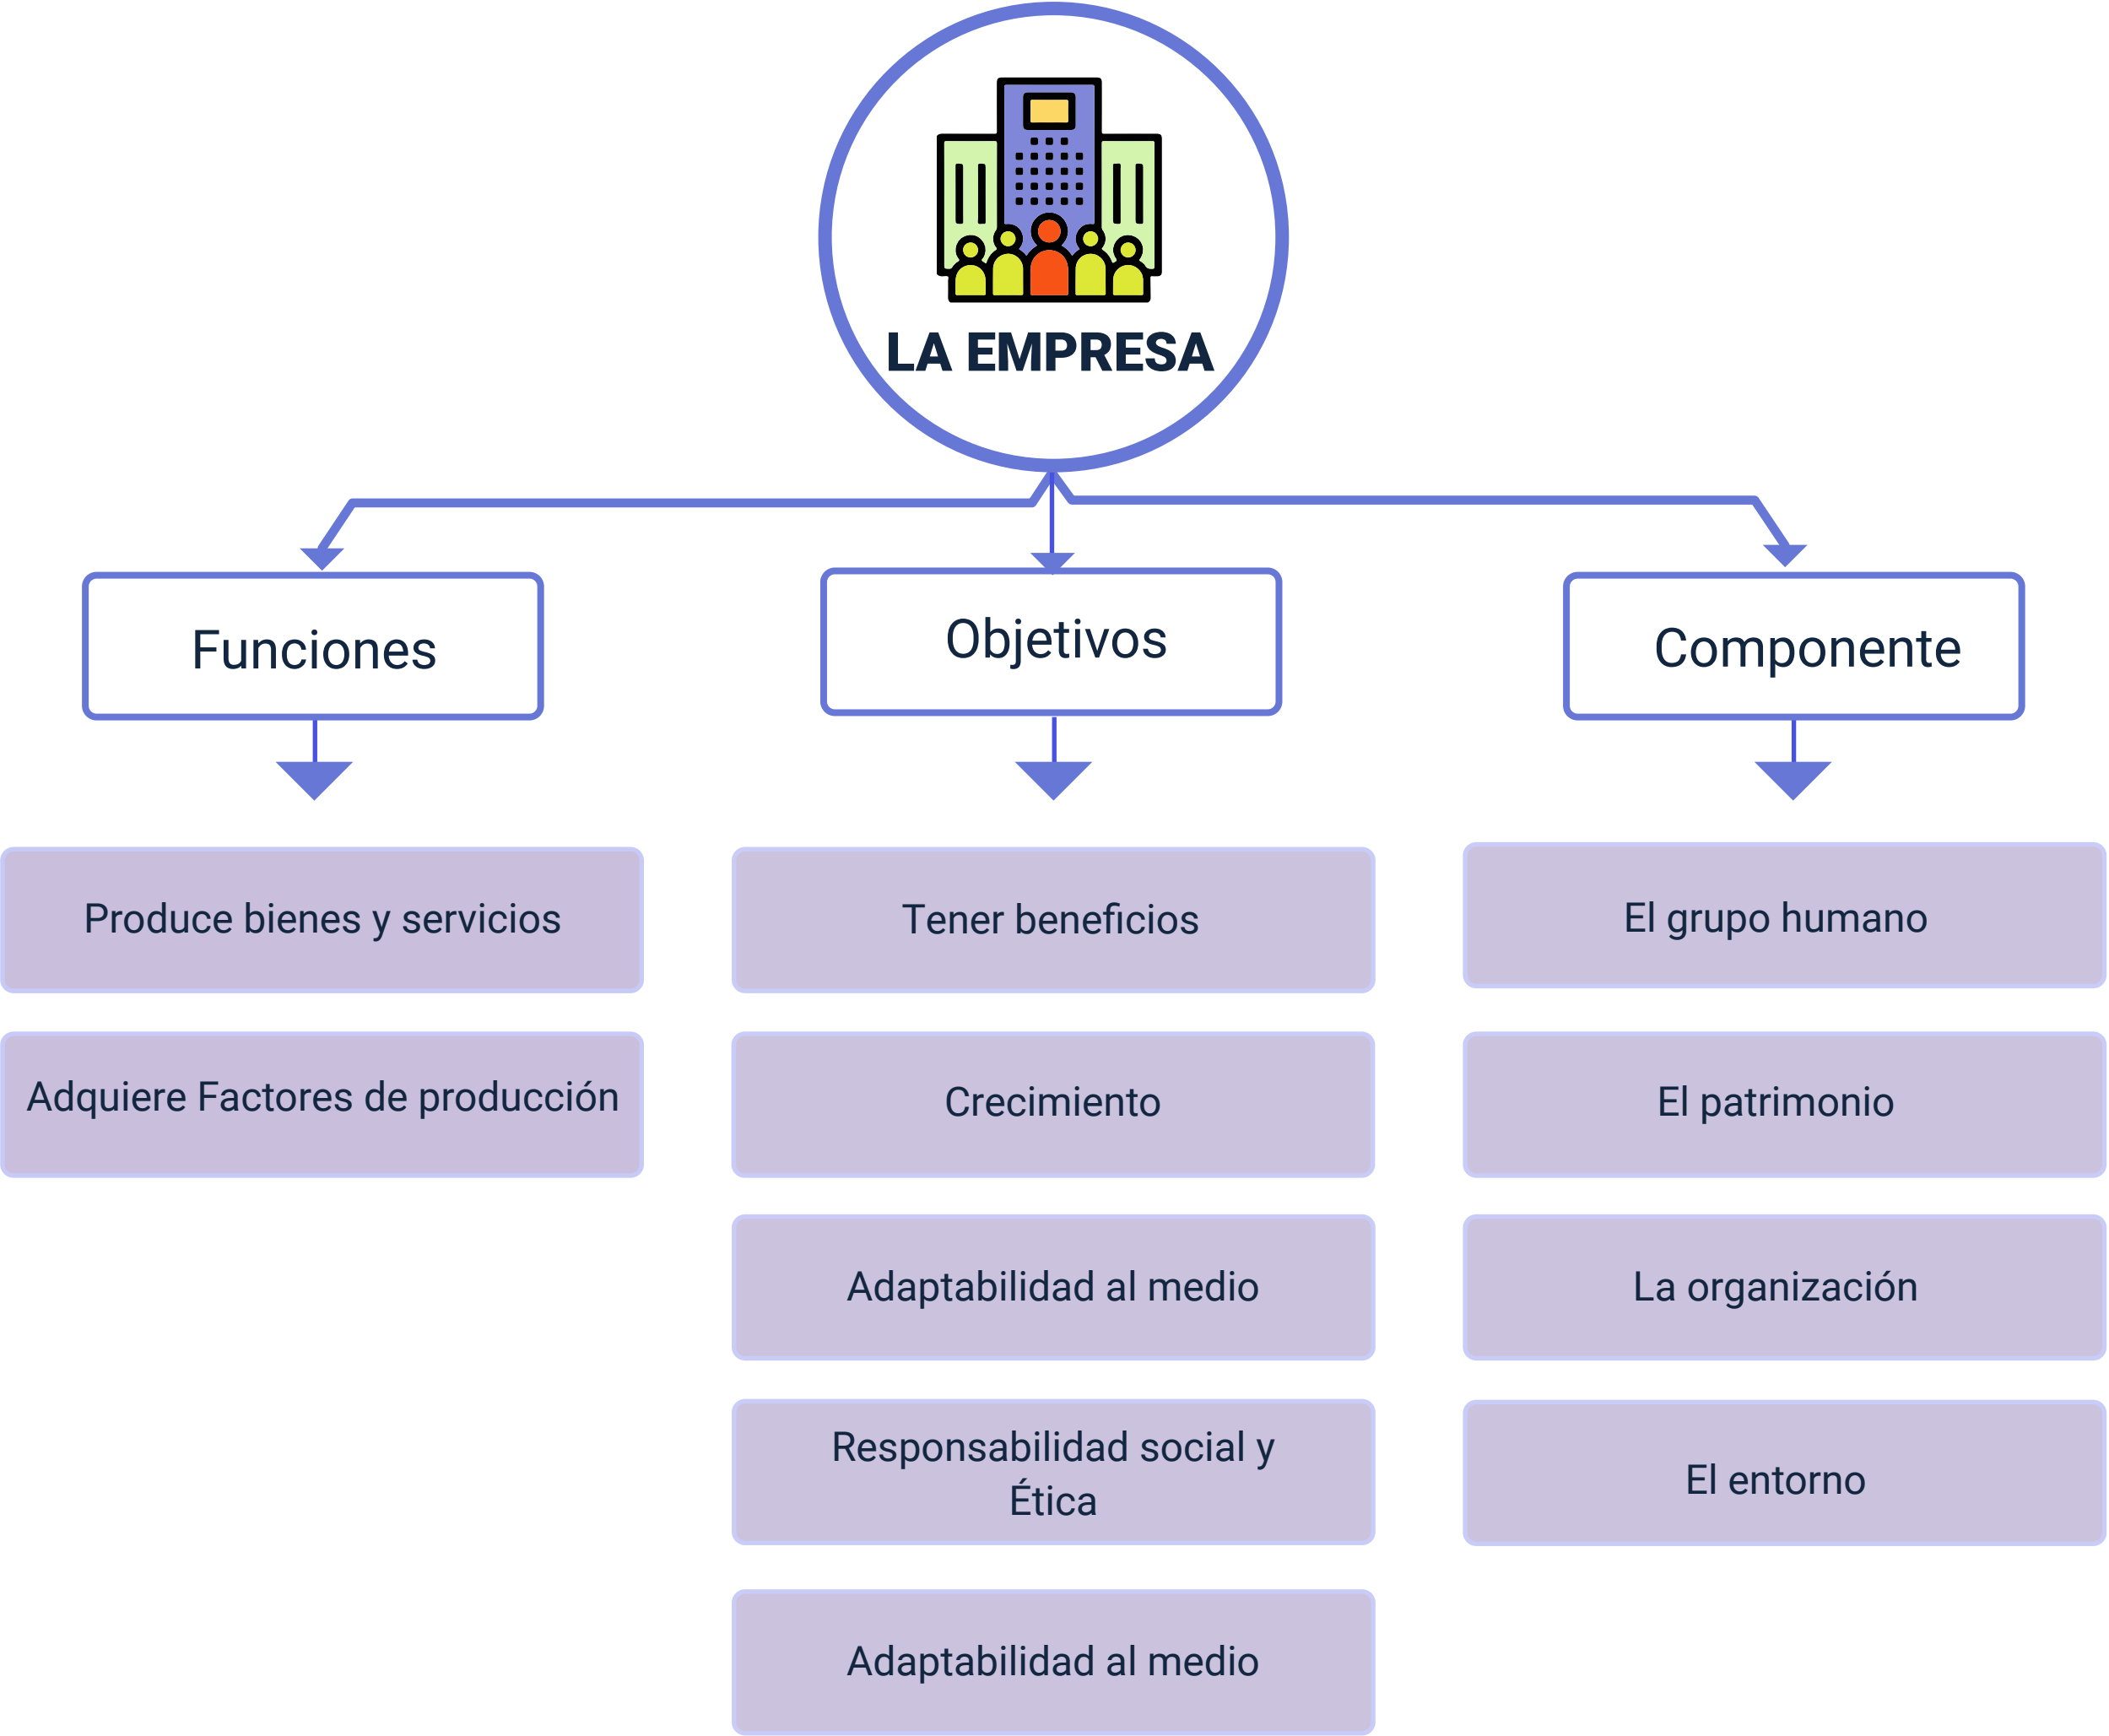 LA EMPRESA
Funciones
Objetivos
Componente
Produce bienes y servicios
Adquiere Factores de producción
Tener beneficios
Crecimiento
Adaptabilidad al medio
Responsabilidad social y
Ética
Adaptabilidad al medio
El grupo humano
El patrimonio
La organización
El entorno